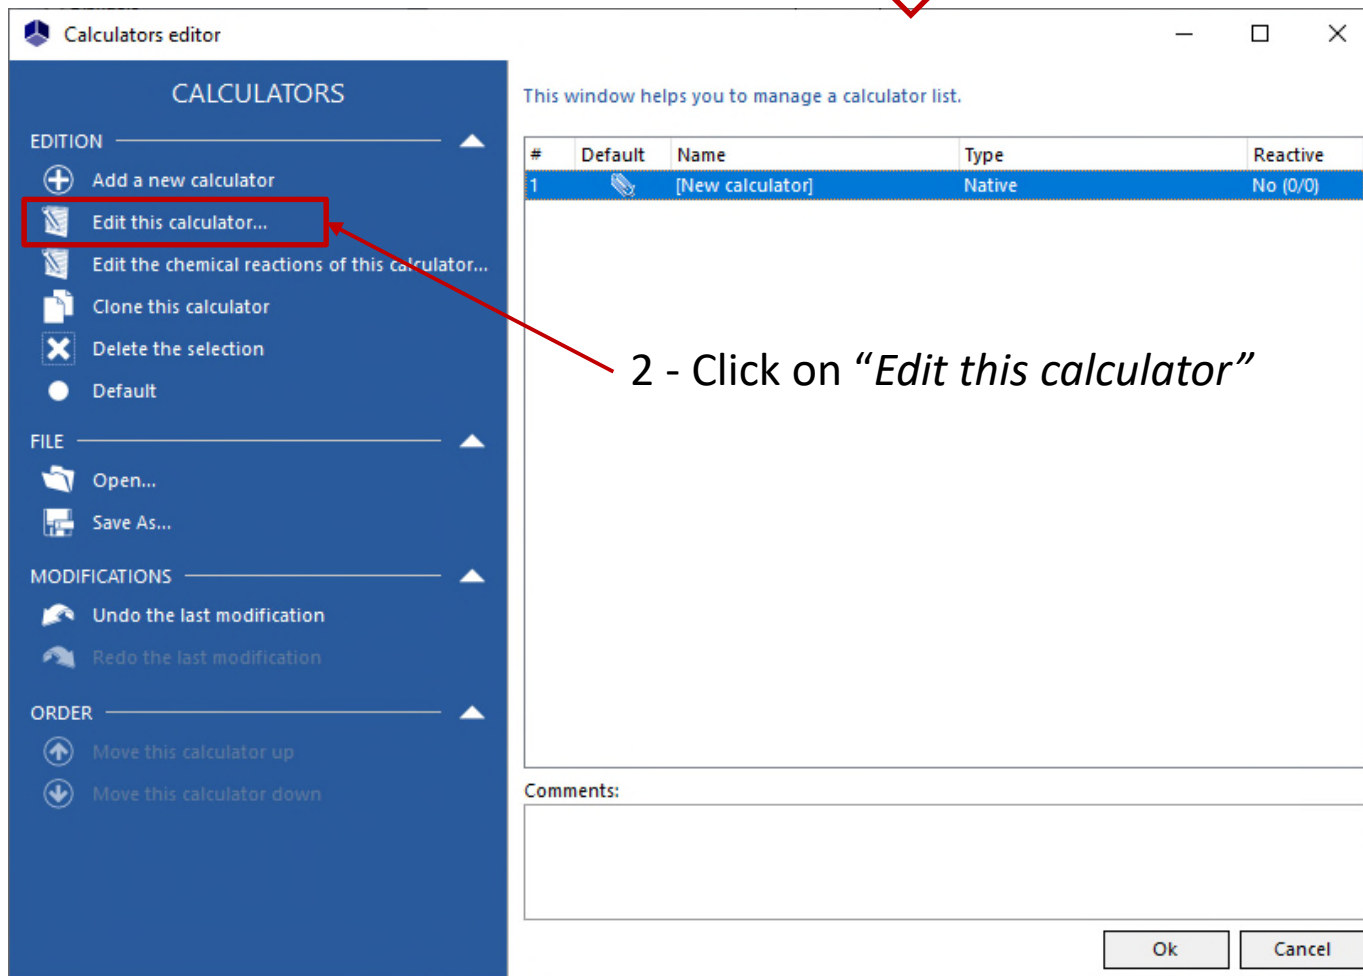 Calculators editor
CALCULATORS
This window helps you to manage a calculator list.
EDITION
Add a new calculator
Edit this calculator...
Edit the chemical reactions of this calculator...
Clone this calculator
Delete the selection
Default
FILE
Open...
Save As...
MODIFICATIONS
Undo the last modification
Redo the last modification
ORDER
Move this calculator up
Move this calculator down
# Default Name Type Reactive
1 [New calculator] Native No (0/0)
2 - Click on “Edit this calculator”
Comments:
Ok Cancel